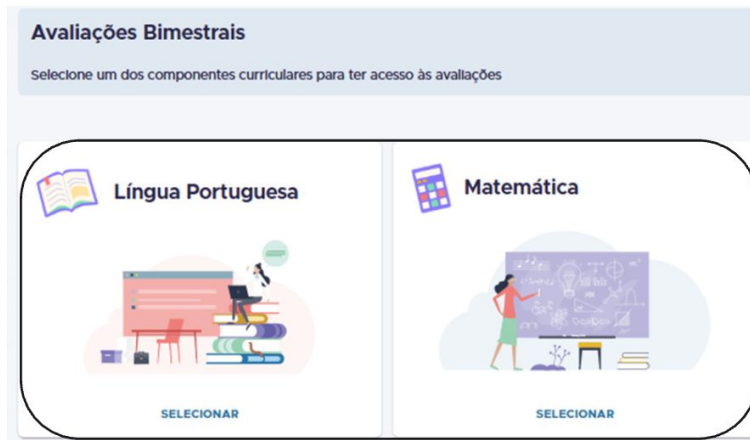 Avaliações Bimestrais
Selecione um dos componentes curriculares para ter acesso às avaliações
Língua Portuguesa
Matemática
SELECIONAR
SELECIONAR